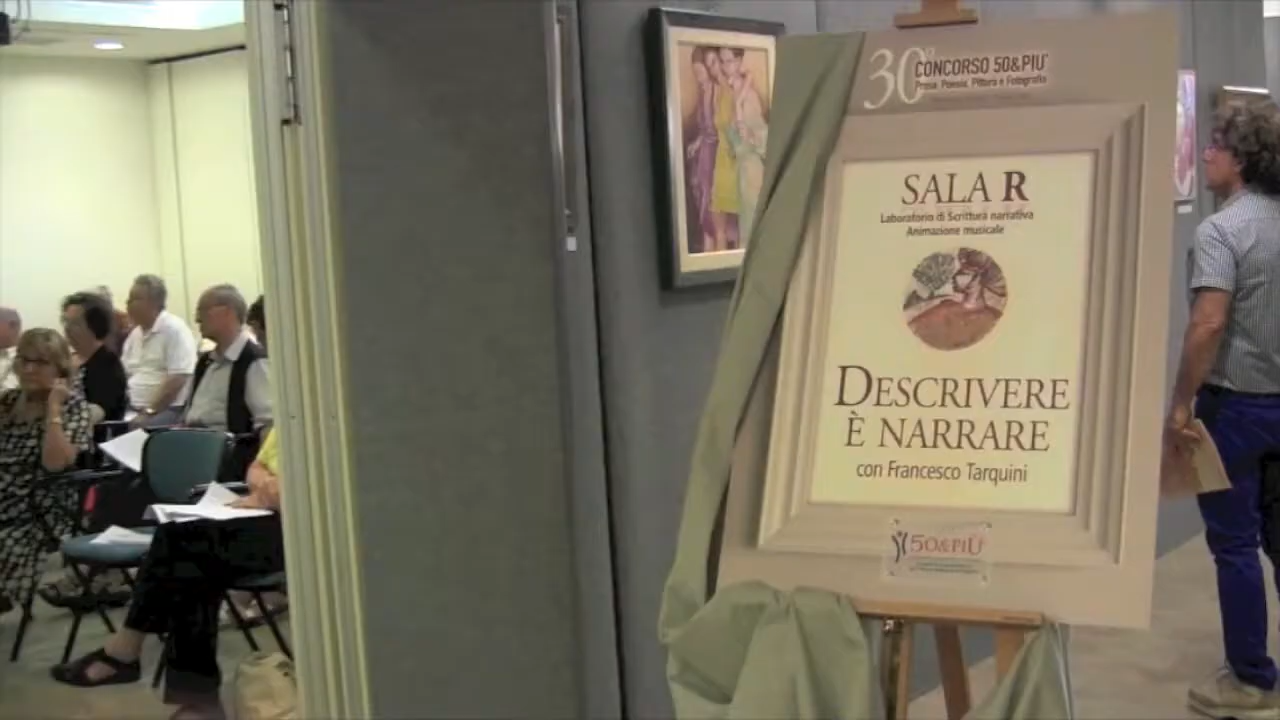 30° CONCORSO 50&PIU'
Prosa, Poesia, Pittura e Fotografia
SALA R
Laboratorio di Scrittura narrativa
Animazione musicale
DESCRIVERE
È NARRARE
con Francesco Tarquini
50&PIÙ